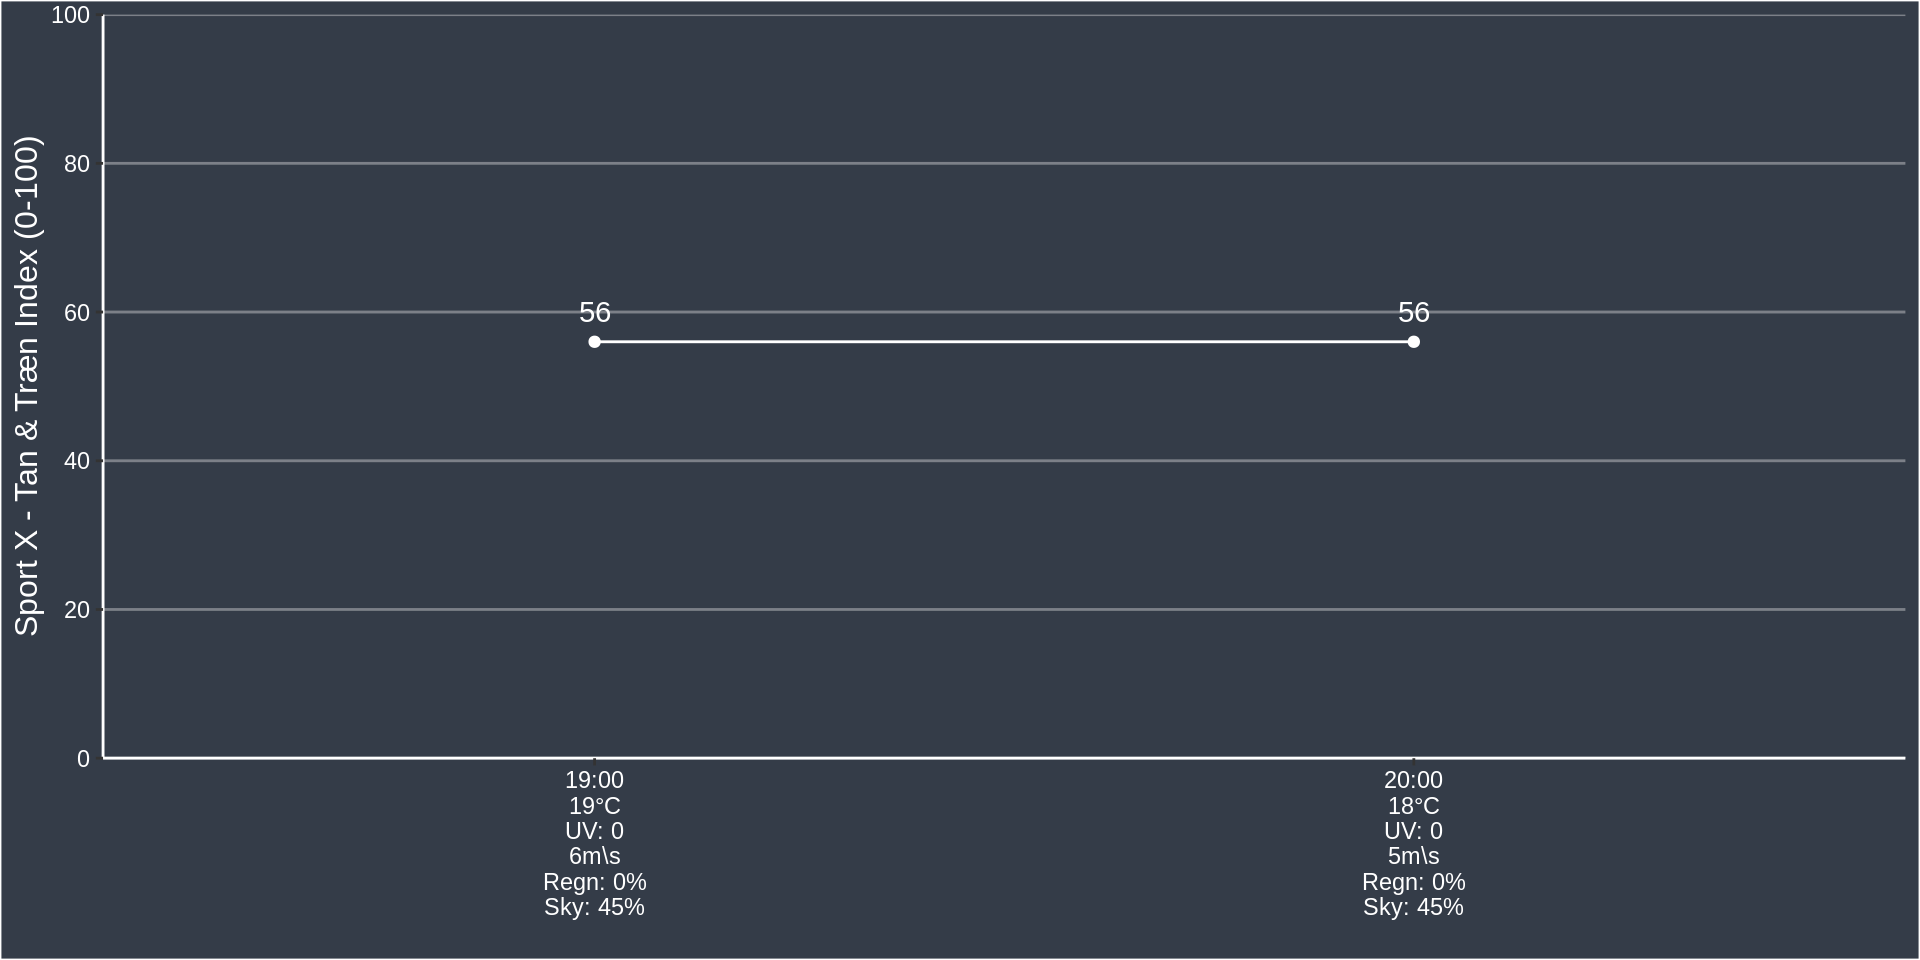 Sport X - Tan & Træn Index (0-100)
100
80
60
40
20
0
56
56
19:00
19°C
UV: 0
6m\s
Regn: 0%
Sky: 45%
20:00
18°C
UV: 0
5m\s
Regn: 0%
Sky: 45%